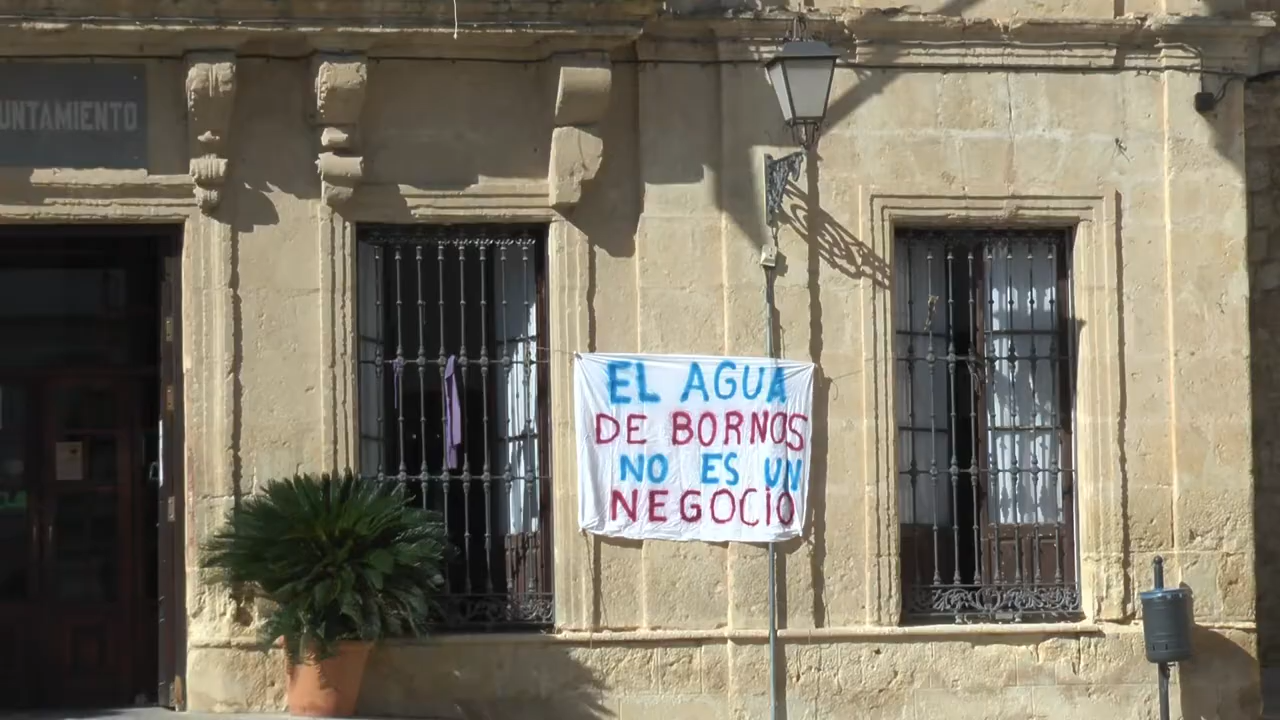 UNTAMIENTO
EL AGUA
DE BORNOS
NO ES UN
NEGOCIO